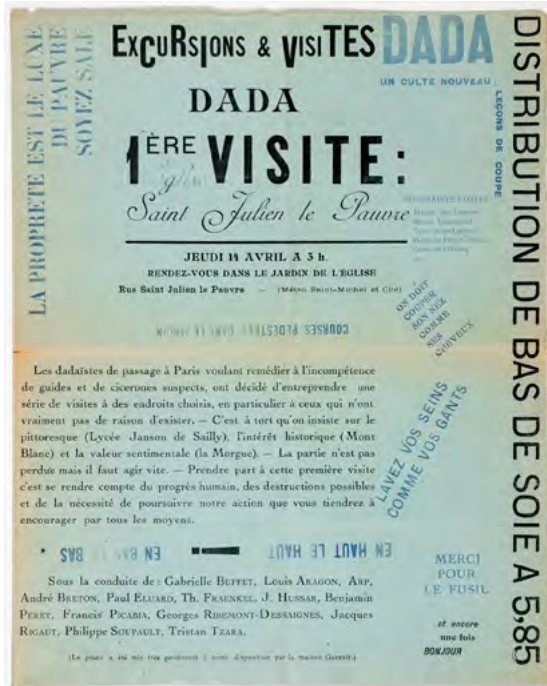 LA PROPRETÉ EST LE LUXE
DU PAUVRE
SOYEZ SALE
EXCURSIONS & VISITES
DADA
1ÈRE VISITE :
Eglise
Saint Julien le Pauvre
JEUDI 14 AVRIL A 3 h.
RENDEZ-VOUS DANS LE JARDIN DE L'ÉGLISE
Rue Saint Julien le Pauvre — (Métro Saint-Michel et Cité)
DADA
UN CULTE NOUVEAU
LEÇONS DE COUPE
DISTRIBUTION DE BAS DE SOIE A 5,85
ON DOIT
COUPER
SON NEZ
COMME
SES
CHEVEUX
COURSES PEDESTRES DANS LE JARDIN
Les dadaïstes de passage à Paris voulant remédier à l'incompétence
de guides et de cicerones suspects, ont décidé d'entreprendre une
série de visites à des endroits choisis, en particulier à ceux qui n'ont
vraiment pas de raison d'exister. — C'est à tort qu'on insiste sur le
pittoresque (Lycée Janson de Sailly), l'intérêt historique (Mont
Blanc) et la valeur sentimentale (la Morgue). — La partie n'est pas
perdue mais il faut agir vite. — Prendre part à cette première visite
c'est se rendre compte du progrès humain, des destructions possibles
et de la nécessité de poursuivre notre action que vous tiendrez à
encourager par tous les moyens.
LAVEZ VOS SEINS
COMME VOS GANTS
EN HAUT LE HAUT
EN BAS LE BAS
Sous la conduite de : Gabrielle BUFFET, Louis ARAGON, ARP,
André BRETON, Paul ELUARD, Th. FRAENKEL, J. HUSSAR, Benjamin
PÉRET, Francis PICABIA, Georges RIBEMONT-DESSAIGNES, Jacques
RIGAUT, Philippe SOUPAULT, Tristan TZARA.
MERCI
POUR
LE FUSIL
et encore
une fois
BONJOUR